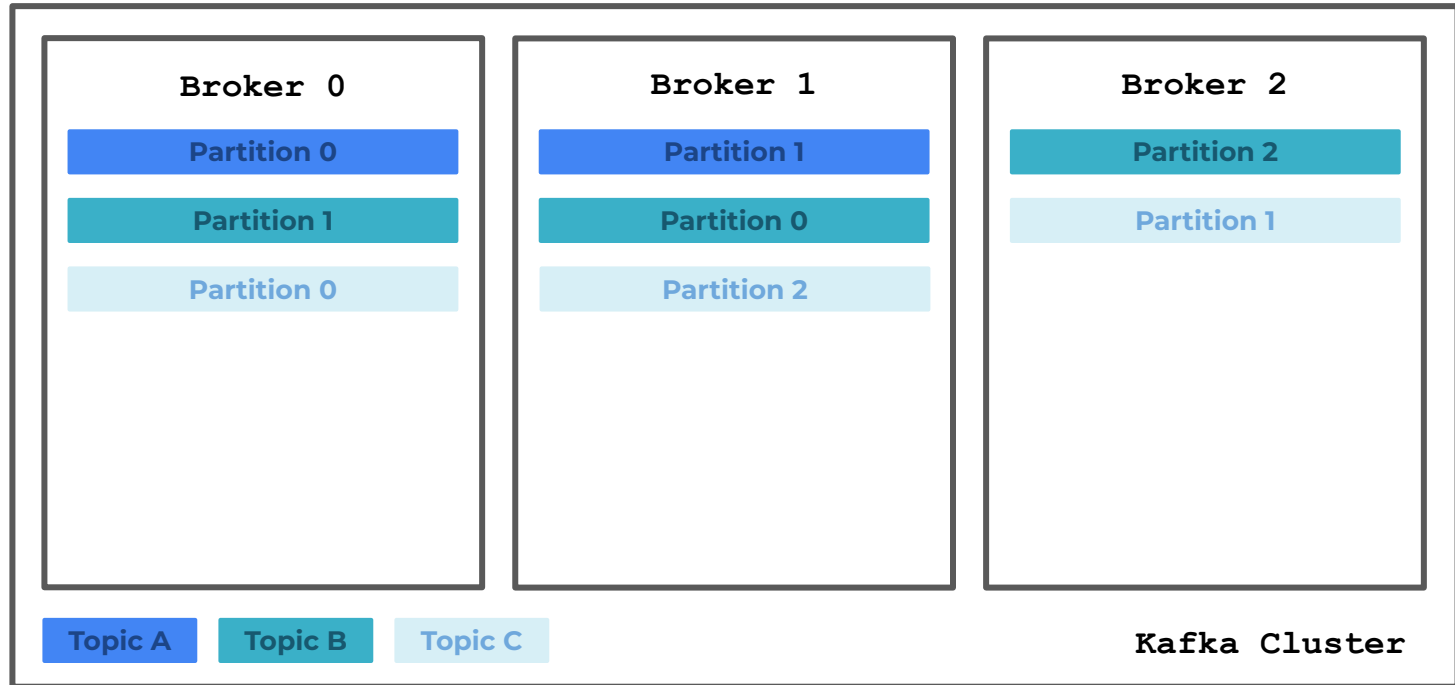 Broker 0
Partition 0
Partition 1
Partition 0
Broker 1
Partition 1
Partition 0
Partition 2
Broker 2
Partition 2
Partition 1
Topic A
Topic B
Topic C
Kafka Cluster